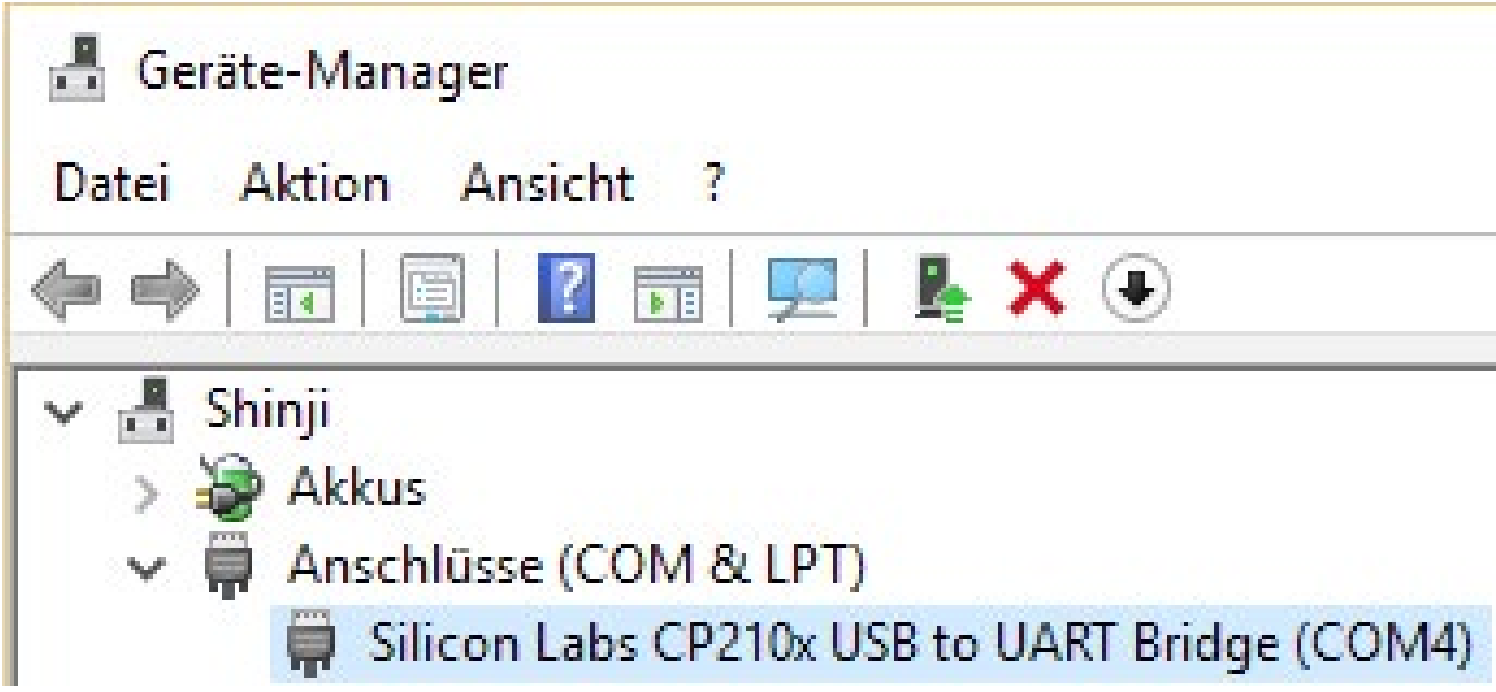 Geräte-Manager
Datei Aktion Ansicht ?
Shinji
Akkus
Anschlüsse (COM & LPT)
Silicon Labs CP210x USB to UART Bridge (COM4)